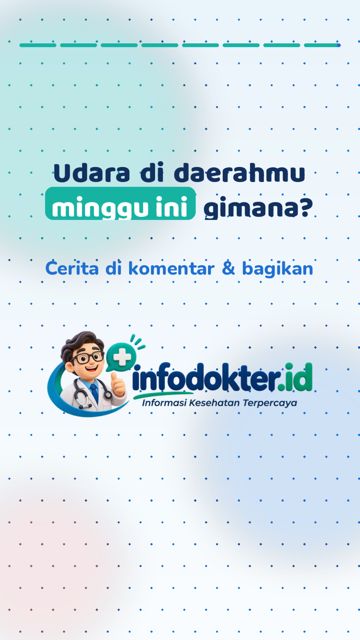 Udara di daerahmu
minggu ini gimana?
Cerita di komentar & bagikan
infodokter.id
Informasi Kesehatan Terpercaya